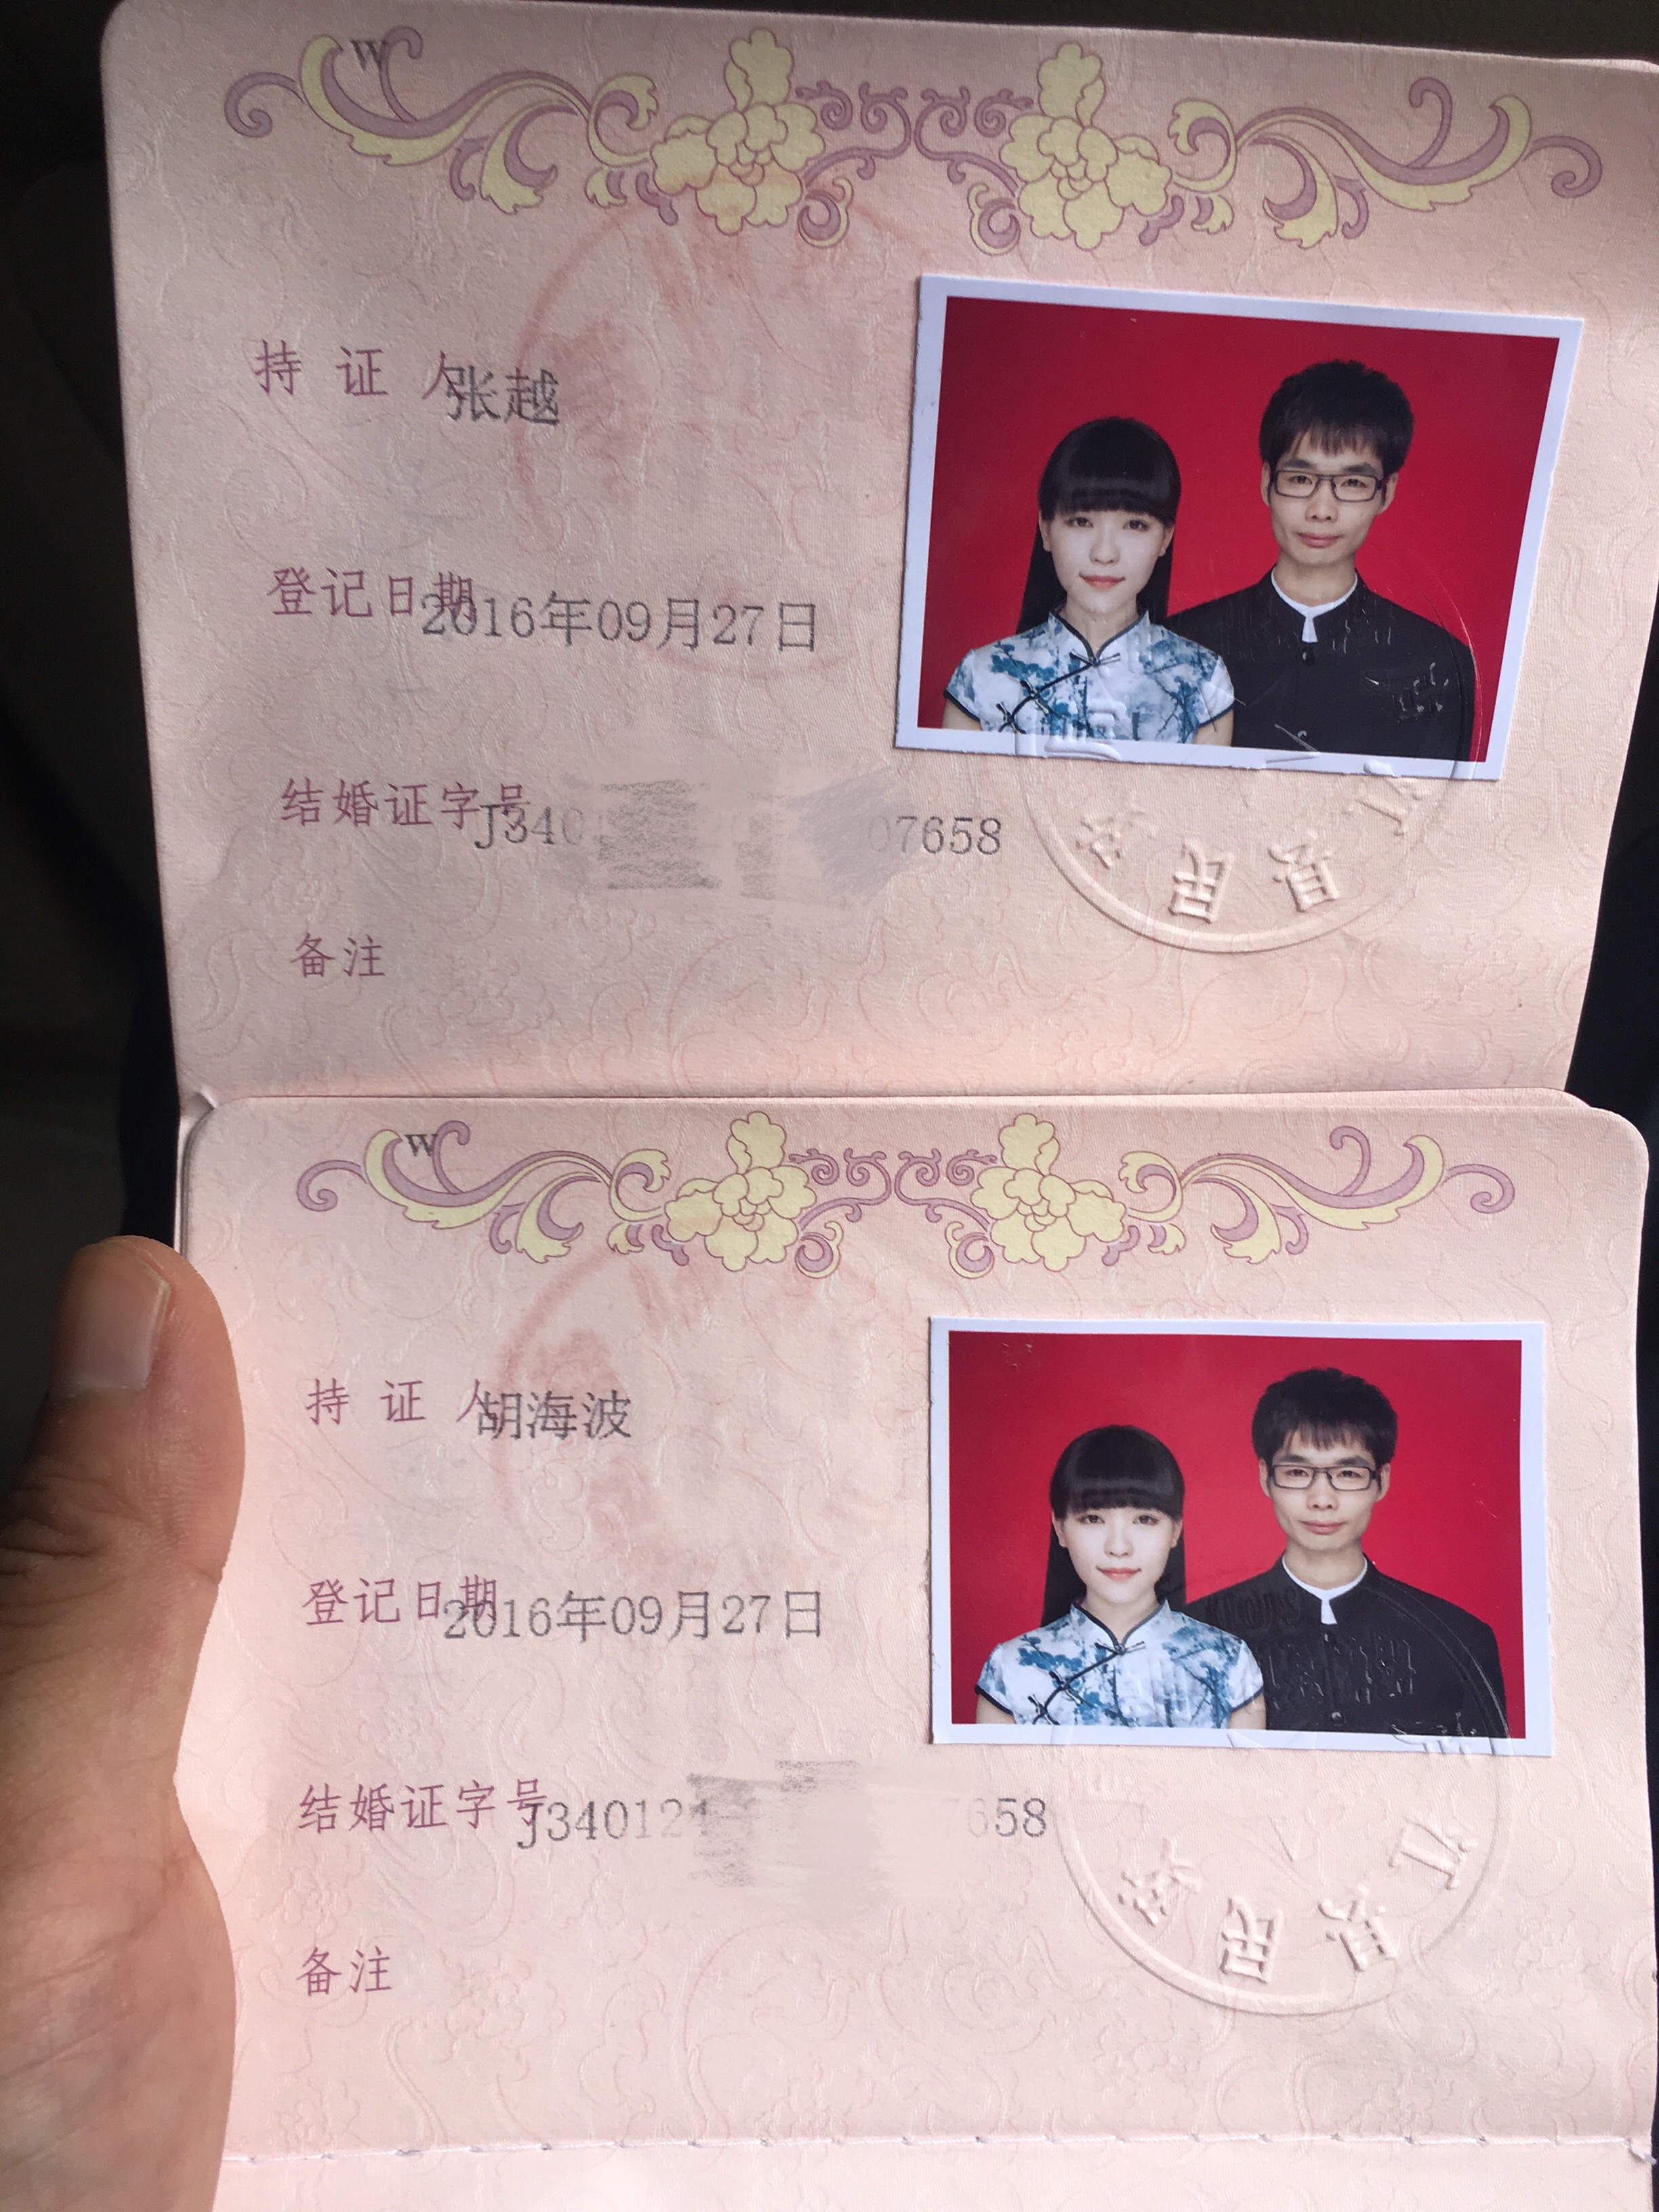 W
持证人 张越
登记日期 2016年09月27日
结婚证字号 J340 07658
备注
W
持证人 胡海波
登记日期 2016年09月27日
结婚证字号 J340124 658
备注